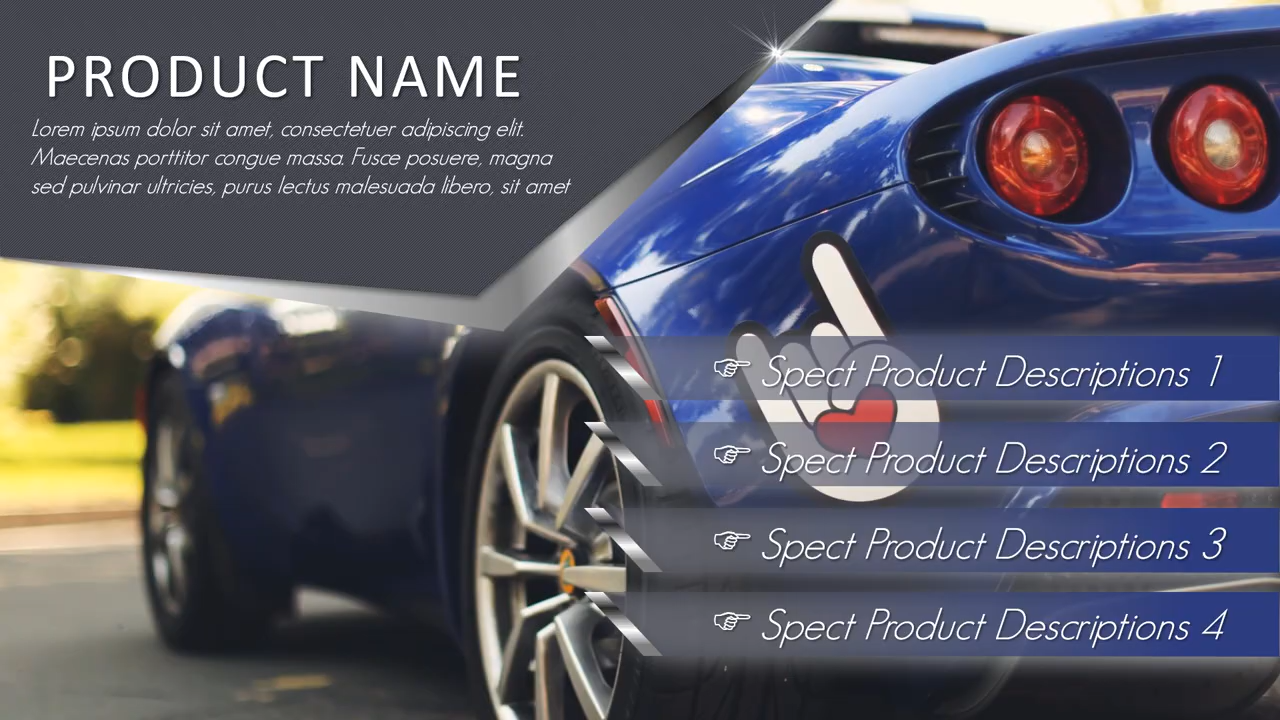 PRODUCT NAME
Lorem ipsum dolor sit amet, consectetuer adipiscing elit.
Maecenas porttitor congue massa. Fusce posuere, magna
sed pulvinar ultricies, purus lectus malesuada libero, sit amet
☞ Spect Product Descriptions 1
☞ Spect Product Descriptions 2
☞ Spect Product Descriptions 3
☞ Spect Product Descriptions 4